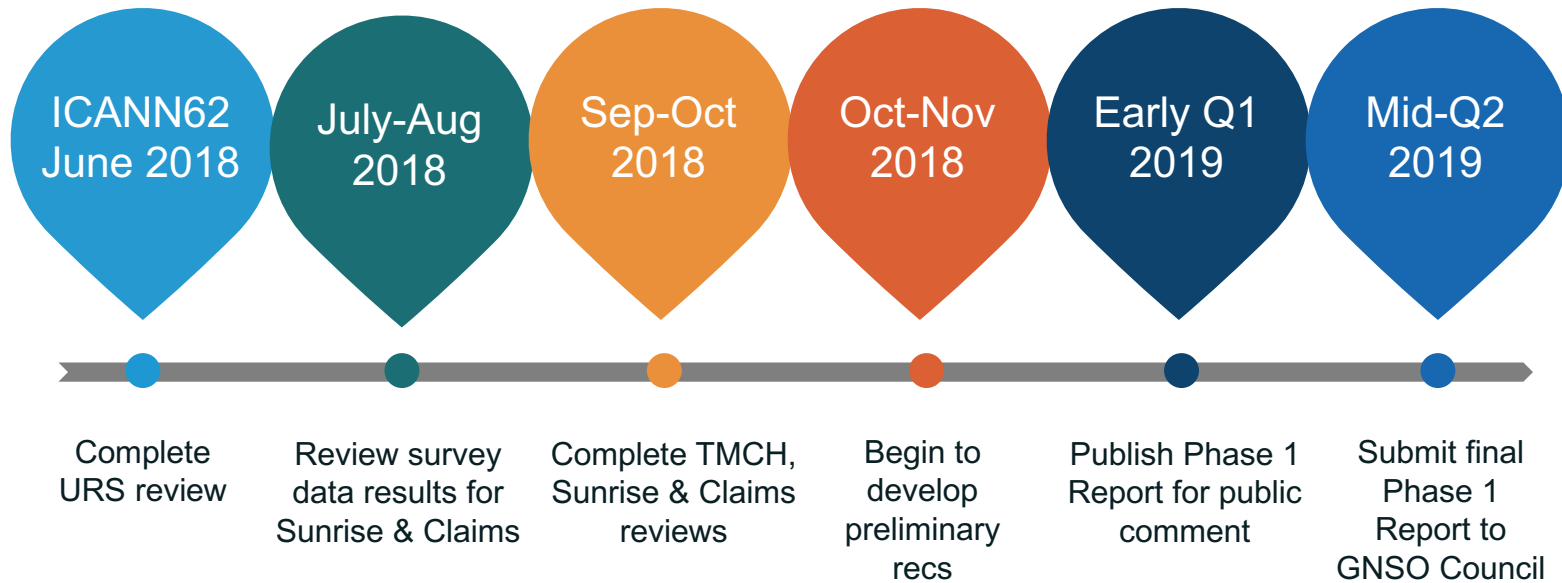 ICANN62
June 2018
July-Aug
2018
Sep-Oct
2018
Oct-Nov
2018
Early Q1
2019
Mid-Q2
2019
Complete
URS review
Review survey
data results for
Sunrise & Claims
Complete TMCH,
Sunrise & Claims
reviews
Begin to
develop
preliminary
recs
Publish Phase 1
Report for public
comment
Submit final
Phase 1
Report to
GNSO Council